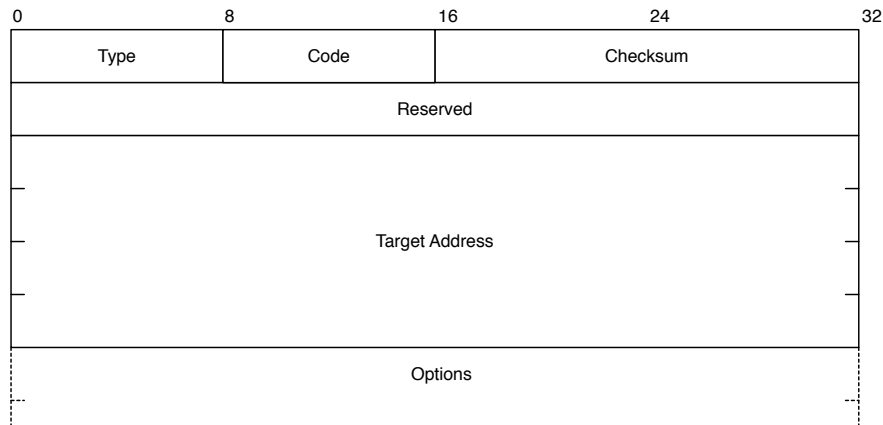 0 8 16 24 32
Type Code Checksum
Reserved
Target Address
Options